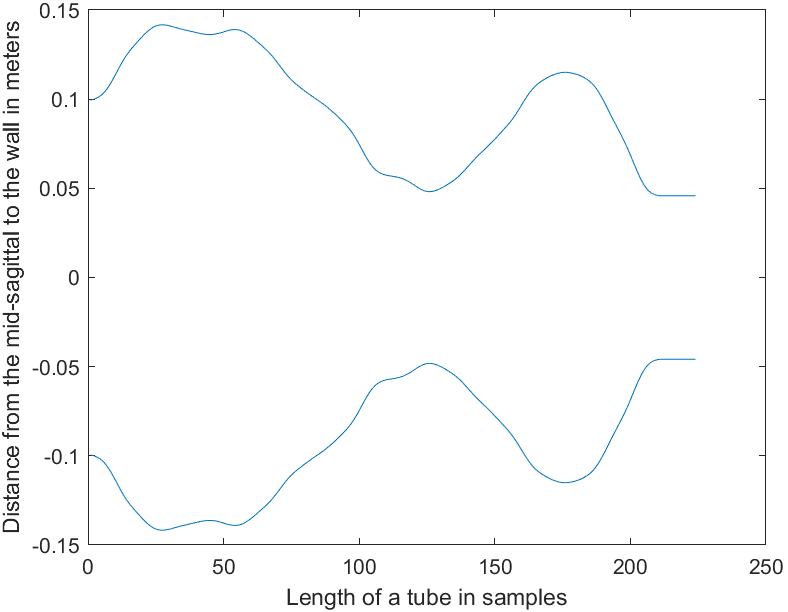 Distance from the mid-sagittal to the wall in meters
0.15
0.1
0.05
0
-0.05
-0.1
-0.15
0 50 100 150 200 250
Length of a tube in samples